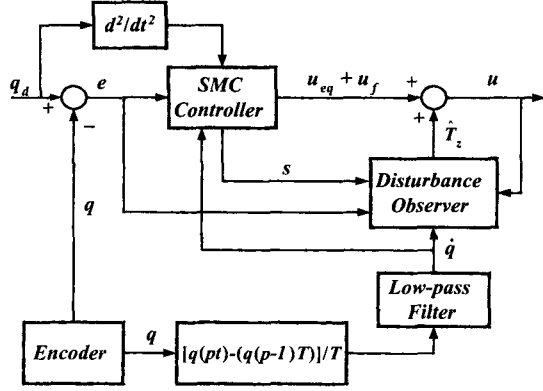 d²/dt²
q_d
+
−
e
SMC
Controller
u_eq + u_f
+
+
u
T̂_z
s
Disturbance
Observer
q
q̇
Low-pass
Filter
Encoder
q
[q(pt)-(q(p-1)T)]/T